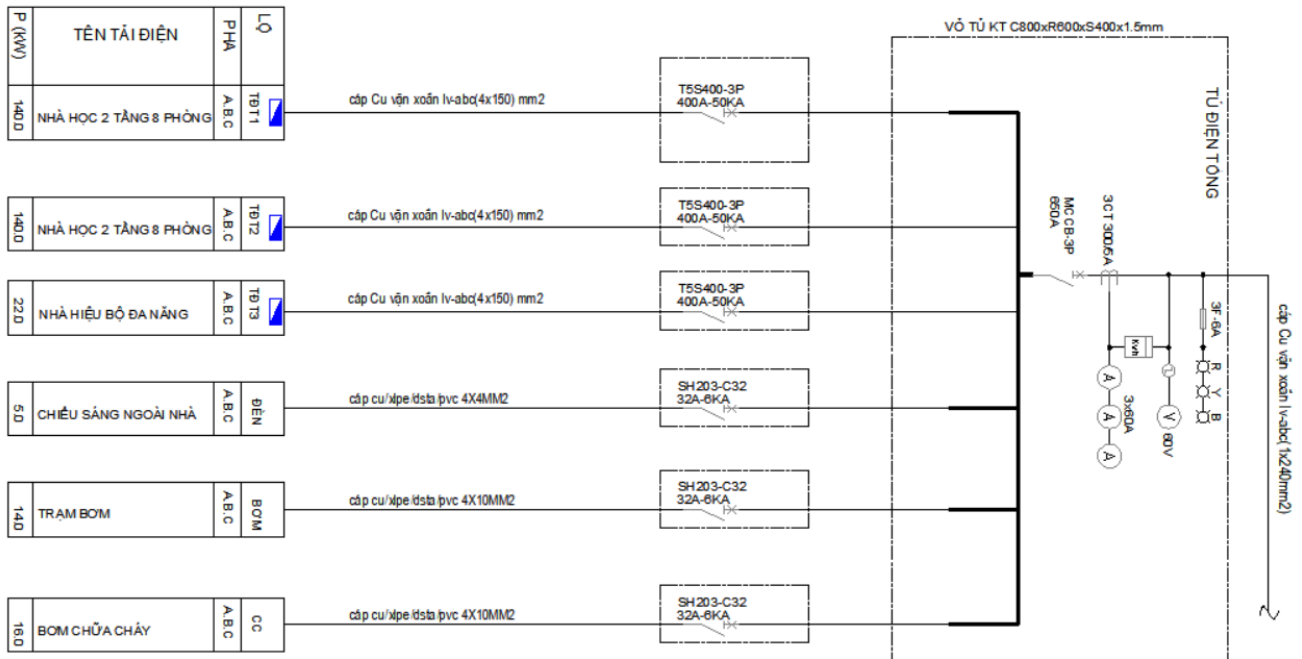 P (kW)
TÊN TẢI ĐIỆN
PHA
LỘ
140.0
NHÀ HỌC 2 TẦNG 8 PHÒNG
A.B.C
TĐT1
cáp Cu vặn xoắn lv-abc(4x150) mm2
T5S400-3P
400A-50KA
140.0
NHÀ HỌC 2 TẦNG 8 PHÒNG
A.B.C
TĐT2
cáp Cu vặn xoắn lv-abc(4x150) mm2
T5S400-3P
400A-50KA
22.0
NHÀ HIỆU BỘ ĐA NĂNG
A.B.C
TĐT3
cáp Cu vặn xoắn lv-abc(4x150) mm2
T5S400-3P
400A-50KA
5.0
CHIẾU SÁNG NGOÀI NHÀ
A.B.C
ĐÈN
cáp cu/xlpe/dsta/pvc 4X4MM2
SH203-C32
32A-6KA
14.0
TRẠM BƠM
A.B.C
BƠM
cáp cu/xlpe/dsta/pvc 4X10MM2
SH203-C32
32A-6KA
16.0
BƠM CHỮA CHÁY
A.B.C
CC
cáp cu/xlpe/dsta/pvc 4X10MM2
SH203-C32
32A-6KA
VỎ TỦ KT C800xR600xS400x1.5mm
TỦ ĐIỆN TỔNG
MCCB-3P
650A
3CT 300/5A
3F-6A
R Y B
Kwh
A A A
3x60A
V
60V
cáp Cu vặn xoắn lv-abc(1x240mm2)